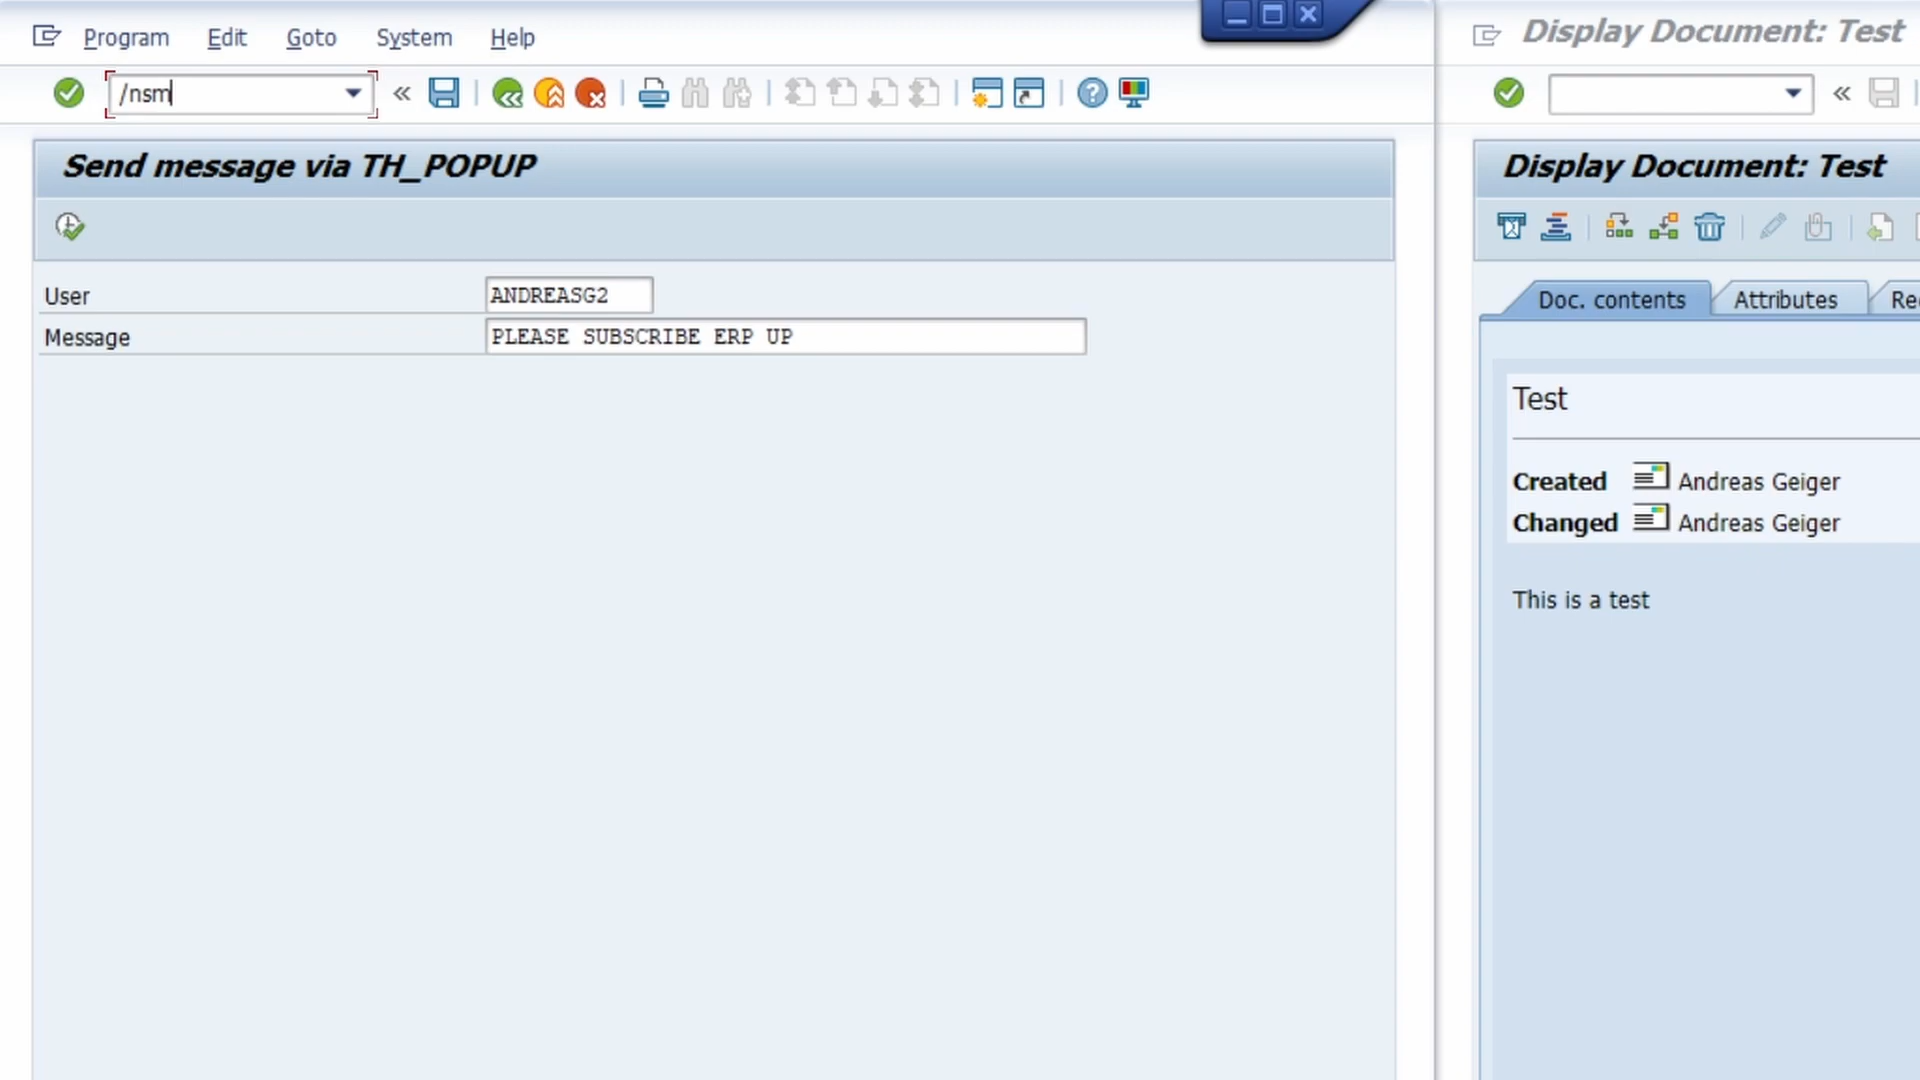 Program Edit Goto System Help
/nsm
Send message via TH_POPUP
User ANDREASG2
Message PLEASE SUBSCRIBE ERP UP
Display Document: Test
Display Document: Test
Doc. contents Attributes Re
Test
Created Andreas Geiger
Changed Andreas Geiger
This is a test